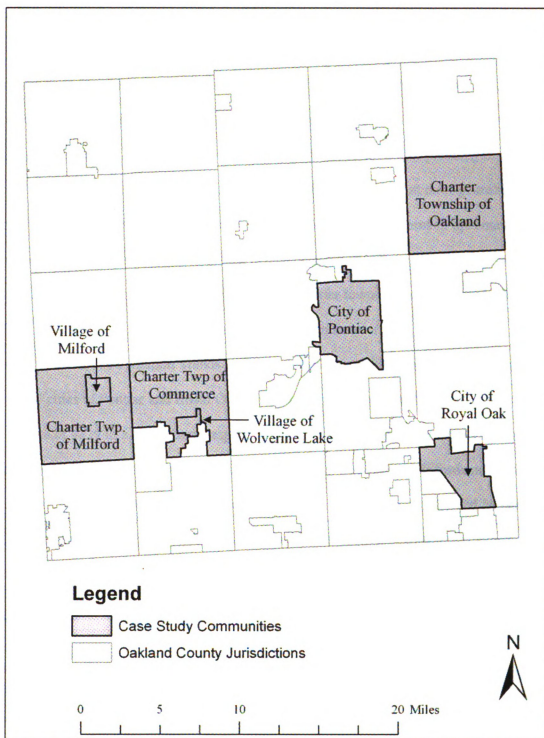 Charter
Township of
Oakland
City of
Pontiac
Village of
Milford
Charter Twp of
Commerce
City of
Royal Oak
Charter Twp.
of Milford
Village of
Wolverine Lake
Legend
Case Study Communities
Oakland County Jurisdictions
N
0 5 10 20 Miles